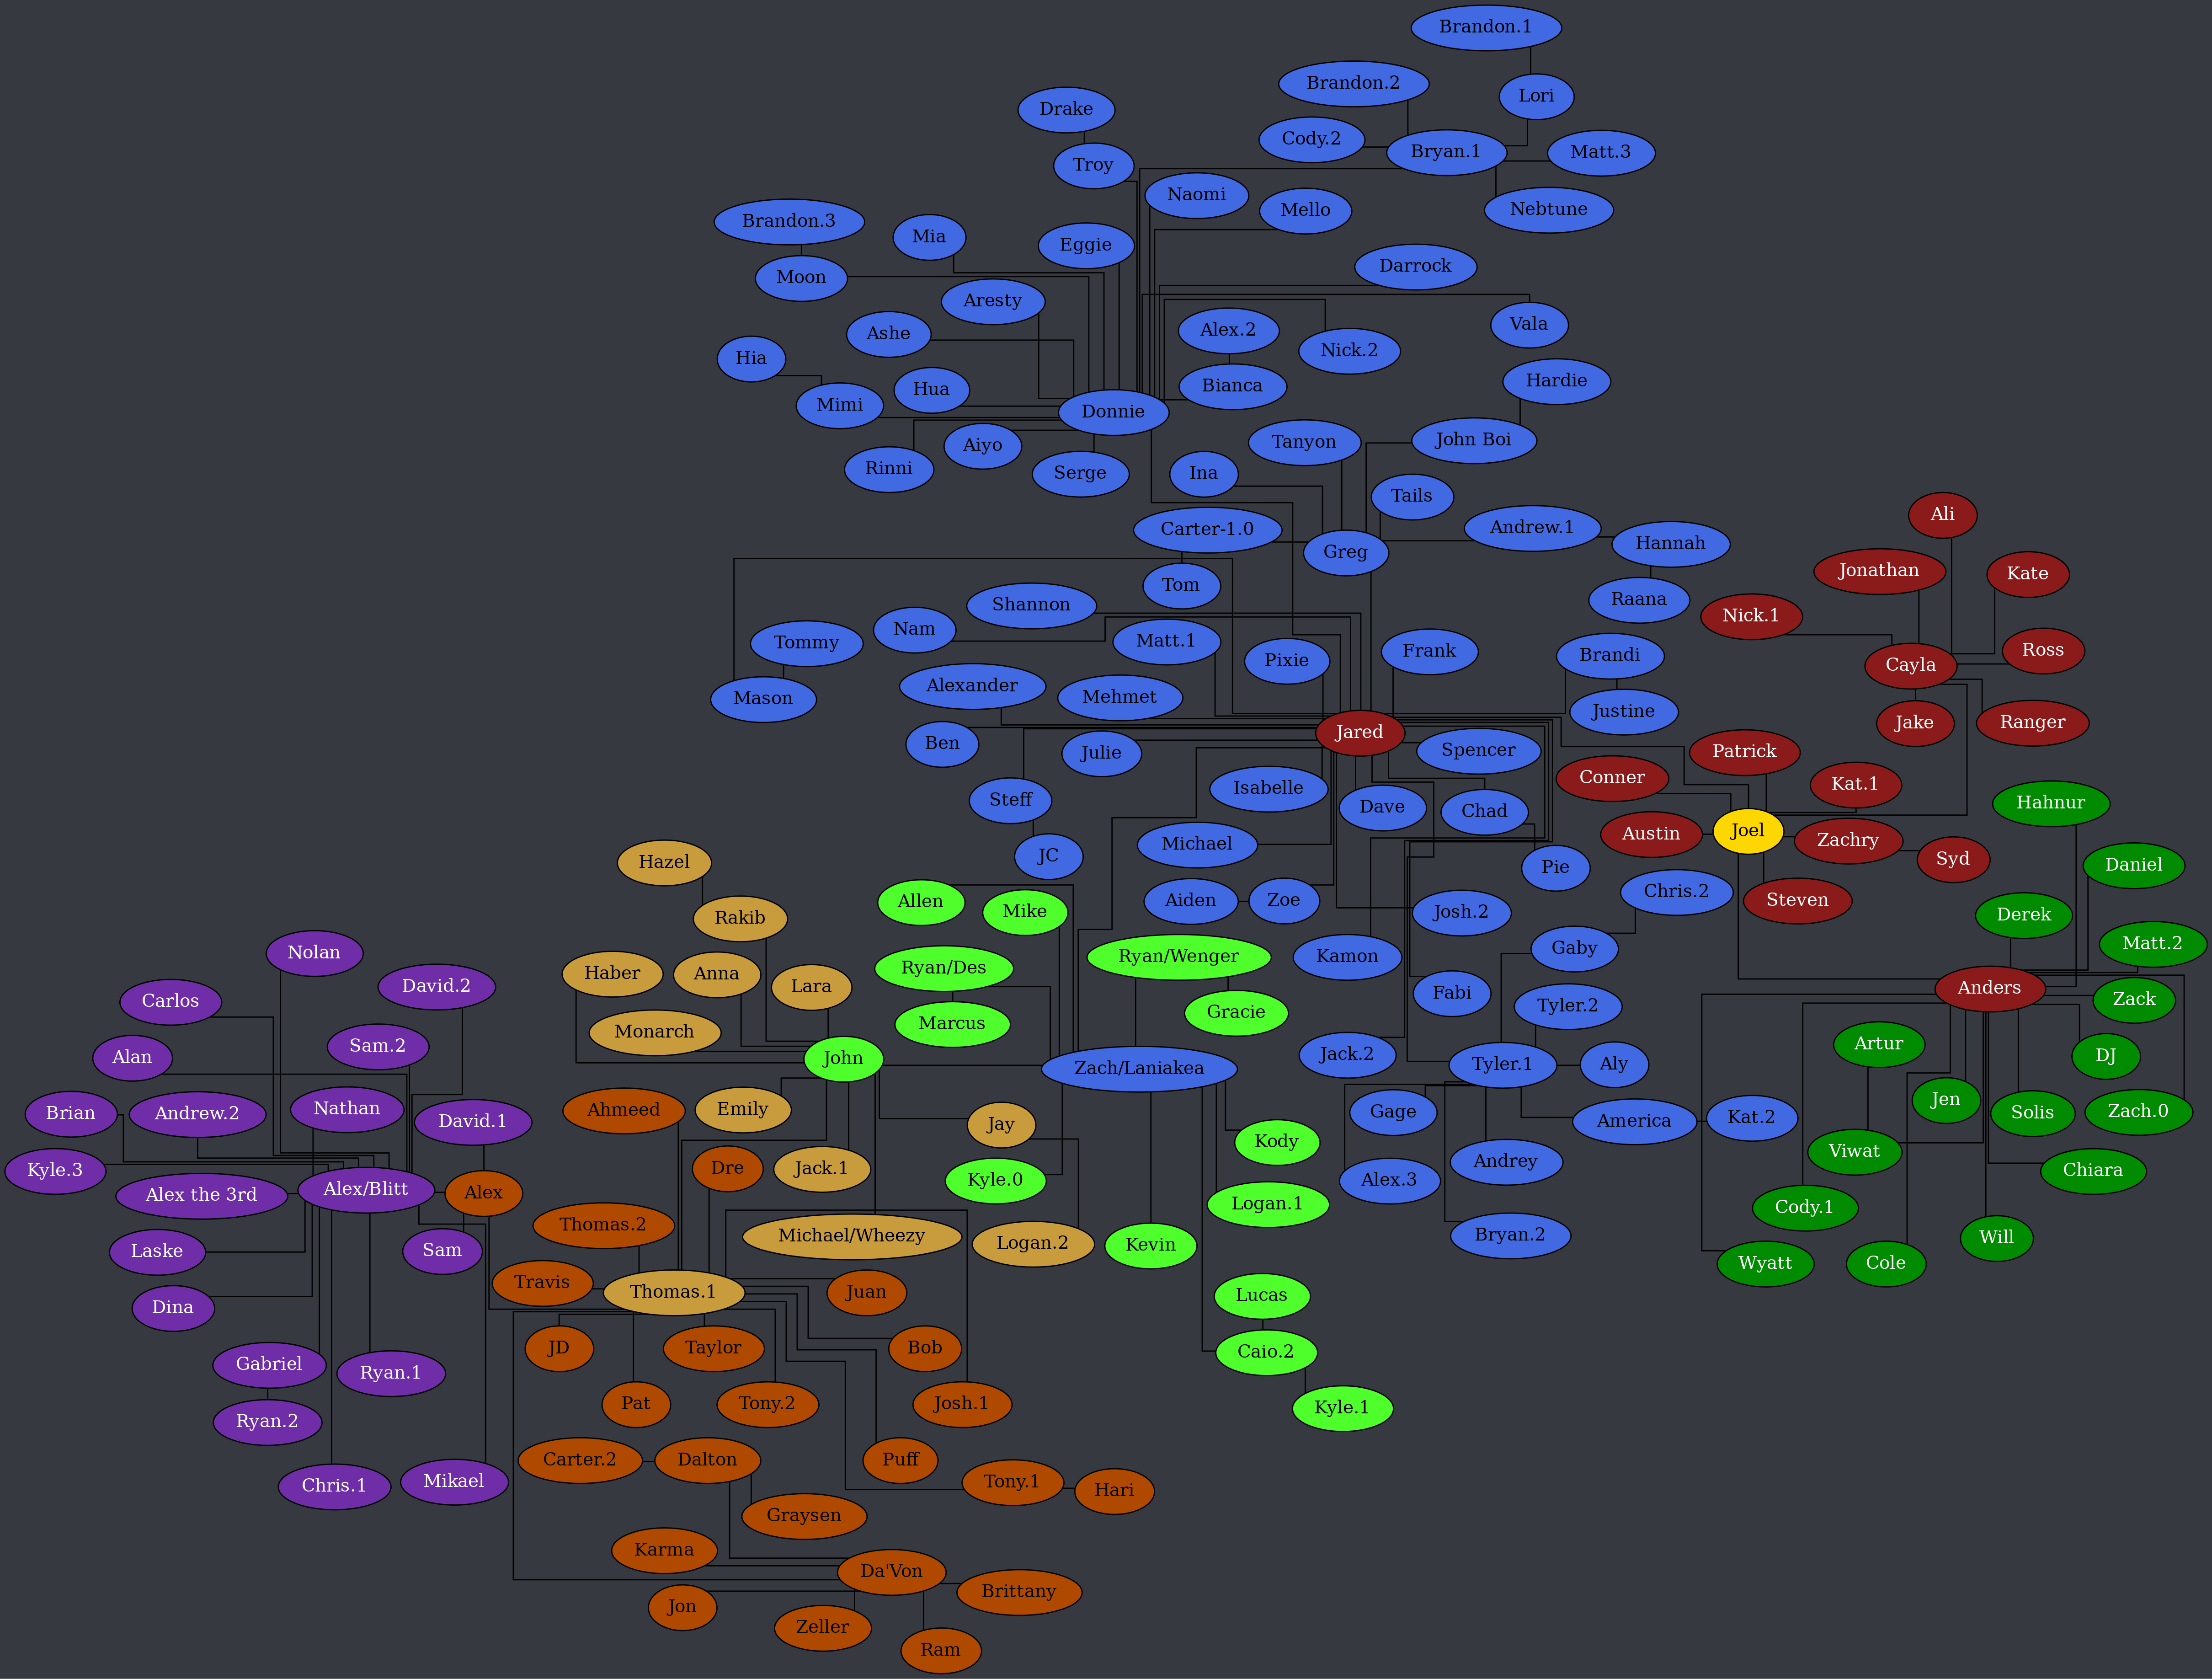 Brandon.1
Brandon.2
Lori
Drake
Cody.2
Bryan.1
Matt.3
Troy
Naomi
Mello
Nebtune
Brandon.3
Mia
Eggie
Moon
Darrock
Aresty
Ashe
Alex.2
Nick.2
Vala
Hia
Hua
Bianca
Hardie
Mimi
Donnie
Aiyo
Rinni
Serge
Tanyon
John Boi
Ina
Tails
Carter-1.0
Greg
Andrew.1
Hannah
Ali
Tom
Raana
Jonathan
Kate
Shannon
Nick.1
Nam
Tommy
Matt.1
Pixie
Frank
Brandi
Cayla
Ross
Mason
Alexander
Mehmet
Justine
Jake
Ranger
Jared
Ben
Julie
Spencer
Patrick
Conner
Kat.1
Steff
Isabelle
Dave
Chad
Hahnur
Austin
Joel
Zachry
Syd
Michael
JC
Pie
Daniel
Hazel
Allen
Mike
Aiden
Zoe
Josh.2
Chris.2
Steven
Rakib
Derek
Nolan
Haber
Anna
Lara
Ryan/Des
Ryan/Wenger
Kamon
Gaby
Matt.2
Carlos
David.2
Monarch
Marcus
Gracie
Fabi
Tyler.2
Anders
Zack
Alan
Sam.2
John
Zach/Laniakea
Jack.2
Tyler.1
Aly
Artur
DJ
Brian
Andrew.2
Nathan
David.1
Ahmeed
Emily
Jay
Kody
Gage
America
Kat.2
Jen
Solis
Zach.0
Kyle.3
Alex the 3rd
Alex/Blitt
Alex
Dre
Jack.1
Kyle.0
Logan.1
Alex.3
Andrey
Viwat
Chiara
Cody.1
Laske
Sam
Thomas.2
Michael/Wheezy
Logan.2
Kevin
Bryan.2
Wyatt
Cole
Will
Dina
Travis
Thomas.1
Juan
Lucas
Gabriel
Ryan.1
JD
Taylor
Bob
Caio.2
Ryan.2
Pat
Tony.2
Josh.1
Kyle.1
Chris.1
Mikael
Carter.2
Dalton
Puff
Tony.1
Hari
Graysen
Karma
Da'Von
Brittany
Jon
Zeller
Ram